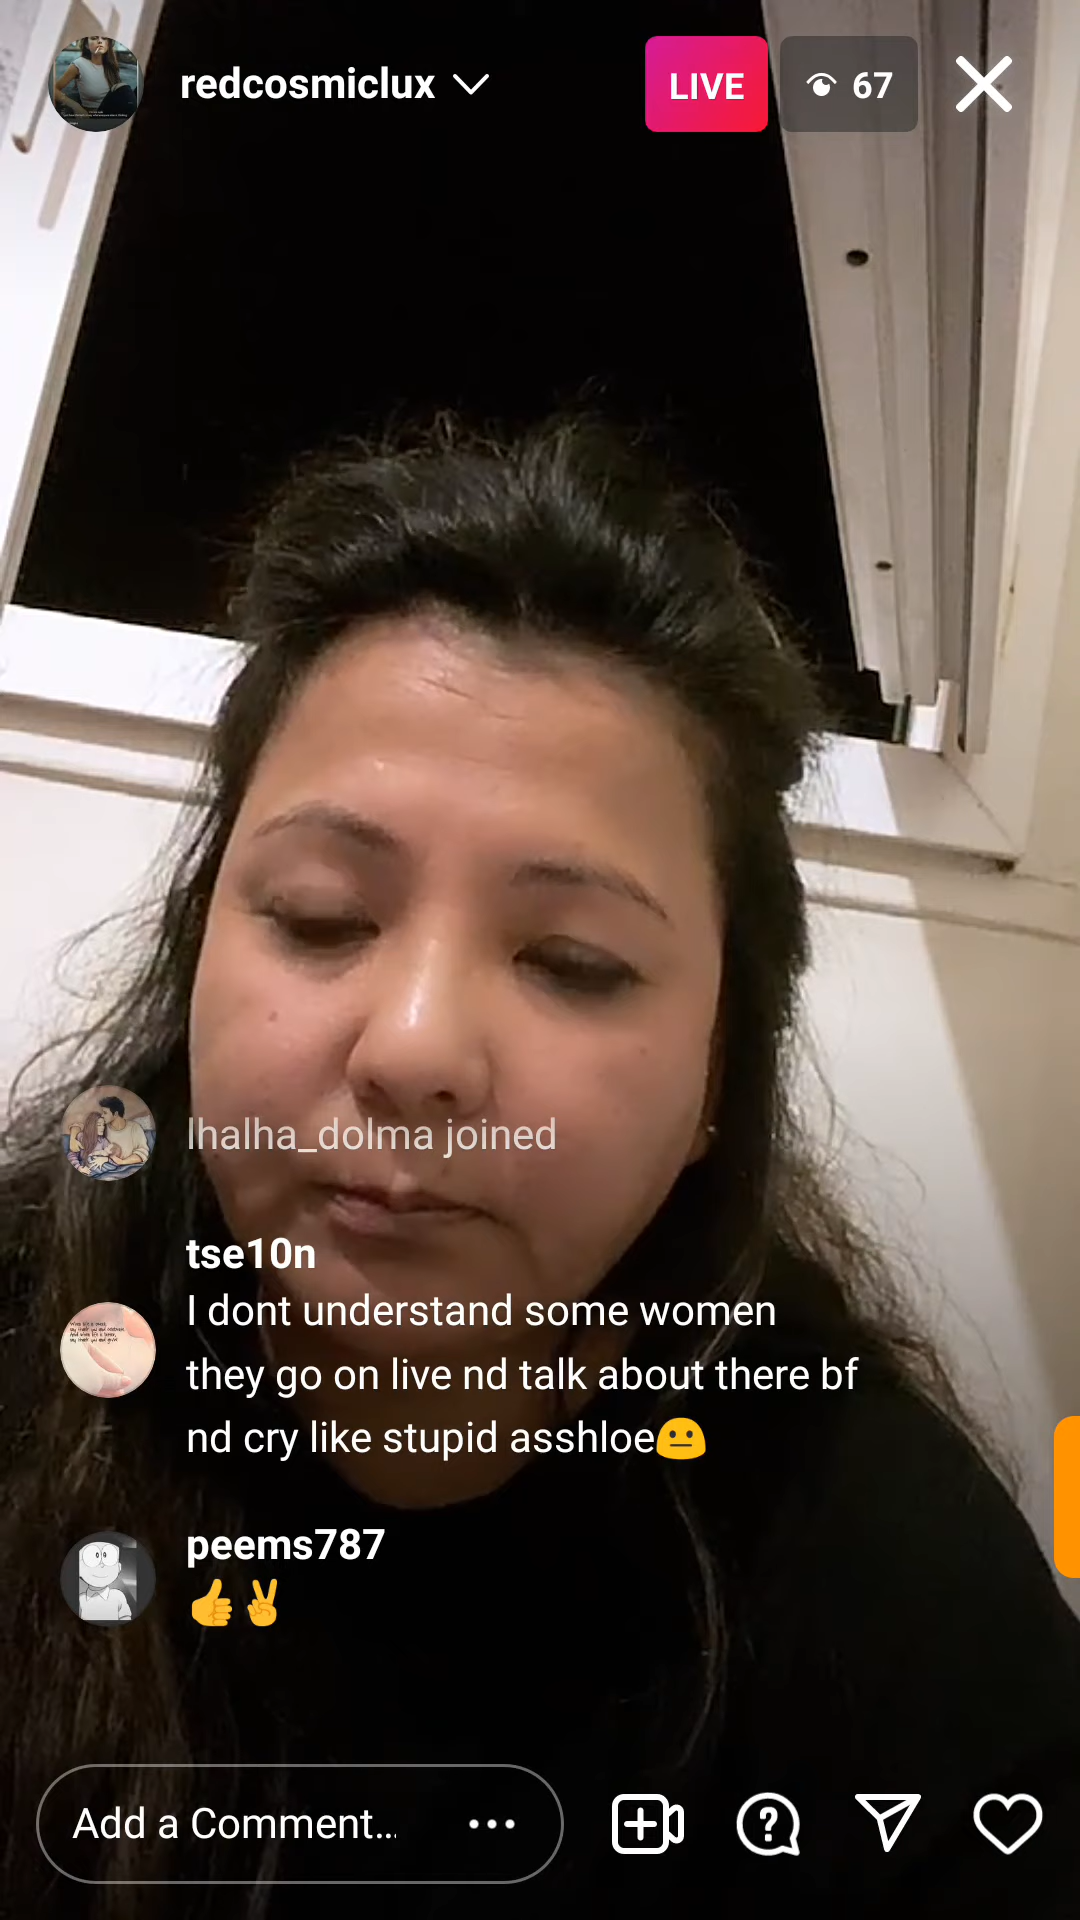 redcosmiclux
LIVE
67
lhalha_dolma joined
tse10n
I dont understand some women
they go on live nd talk about there bf
nd cry like stupid asshloe😐
peems787
👍✌
Add a Comment...